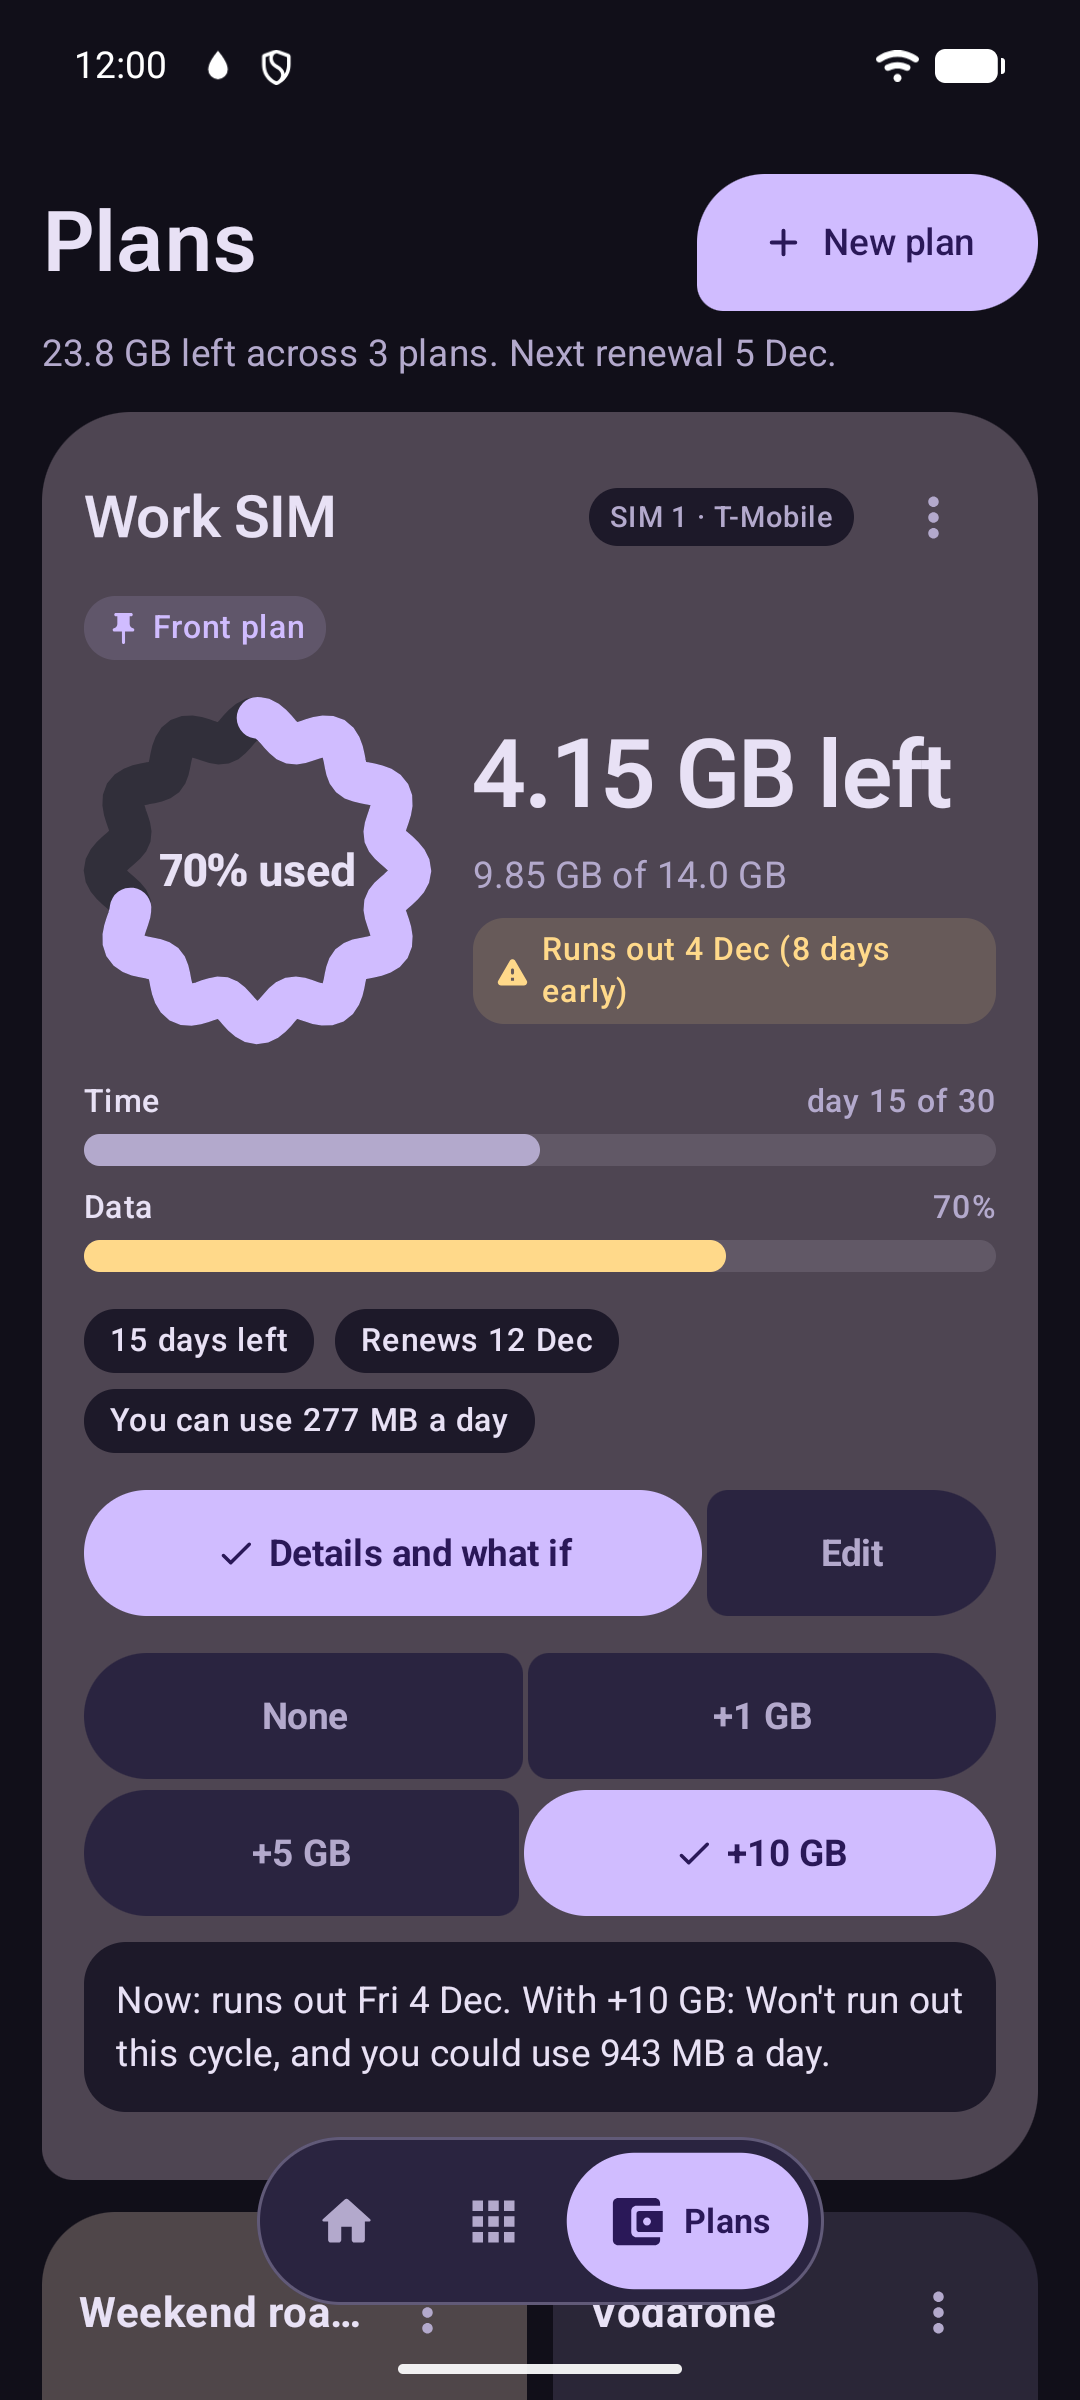 12:00
Plans
New plan
23.8 GB left across 3 plans. Next renewal 5 Dec.
Work SIM
SIM 1 · T-Mobile
Front plan
70% used
4.15 GB left
9.85 GB of 14.0 GB
Runs out 4 Dec (8 days
early)
Time
day 15 of 30
Data
70%
15 days left
Renews 12 Dec
You can use 277 MB a day
Details and what if
Edit
None
+1 GB
+5 GB
+10 GB
Now: runs out Fri 4 Dec. With +10 GB: Won't run out
this cycle, and you could use 943 MB a day.
Plans
Weekend roa…
Vodafone